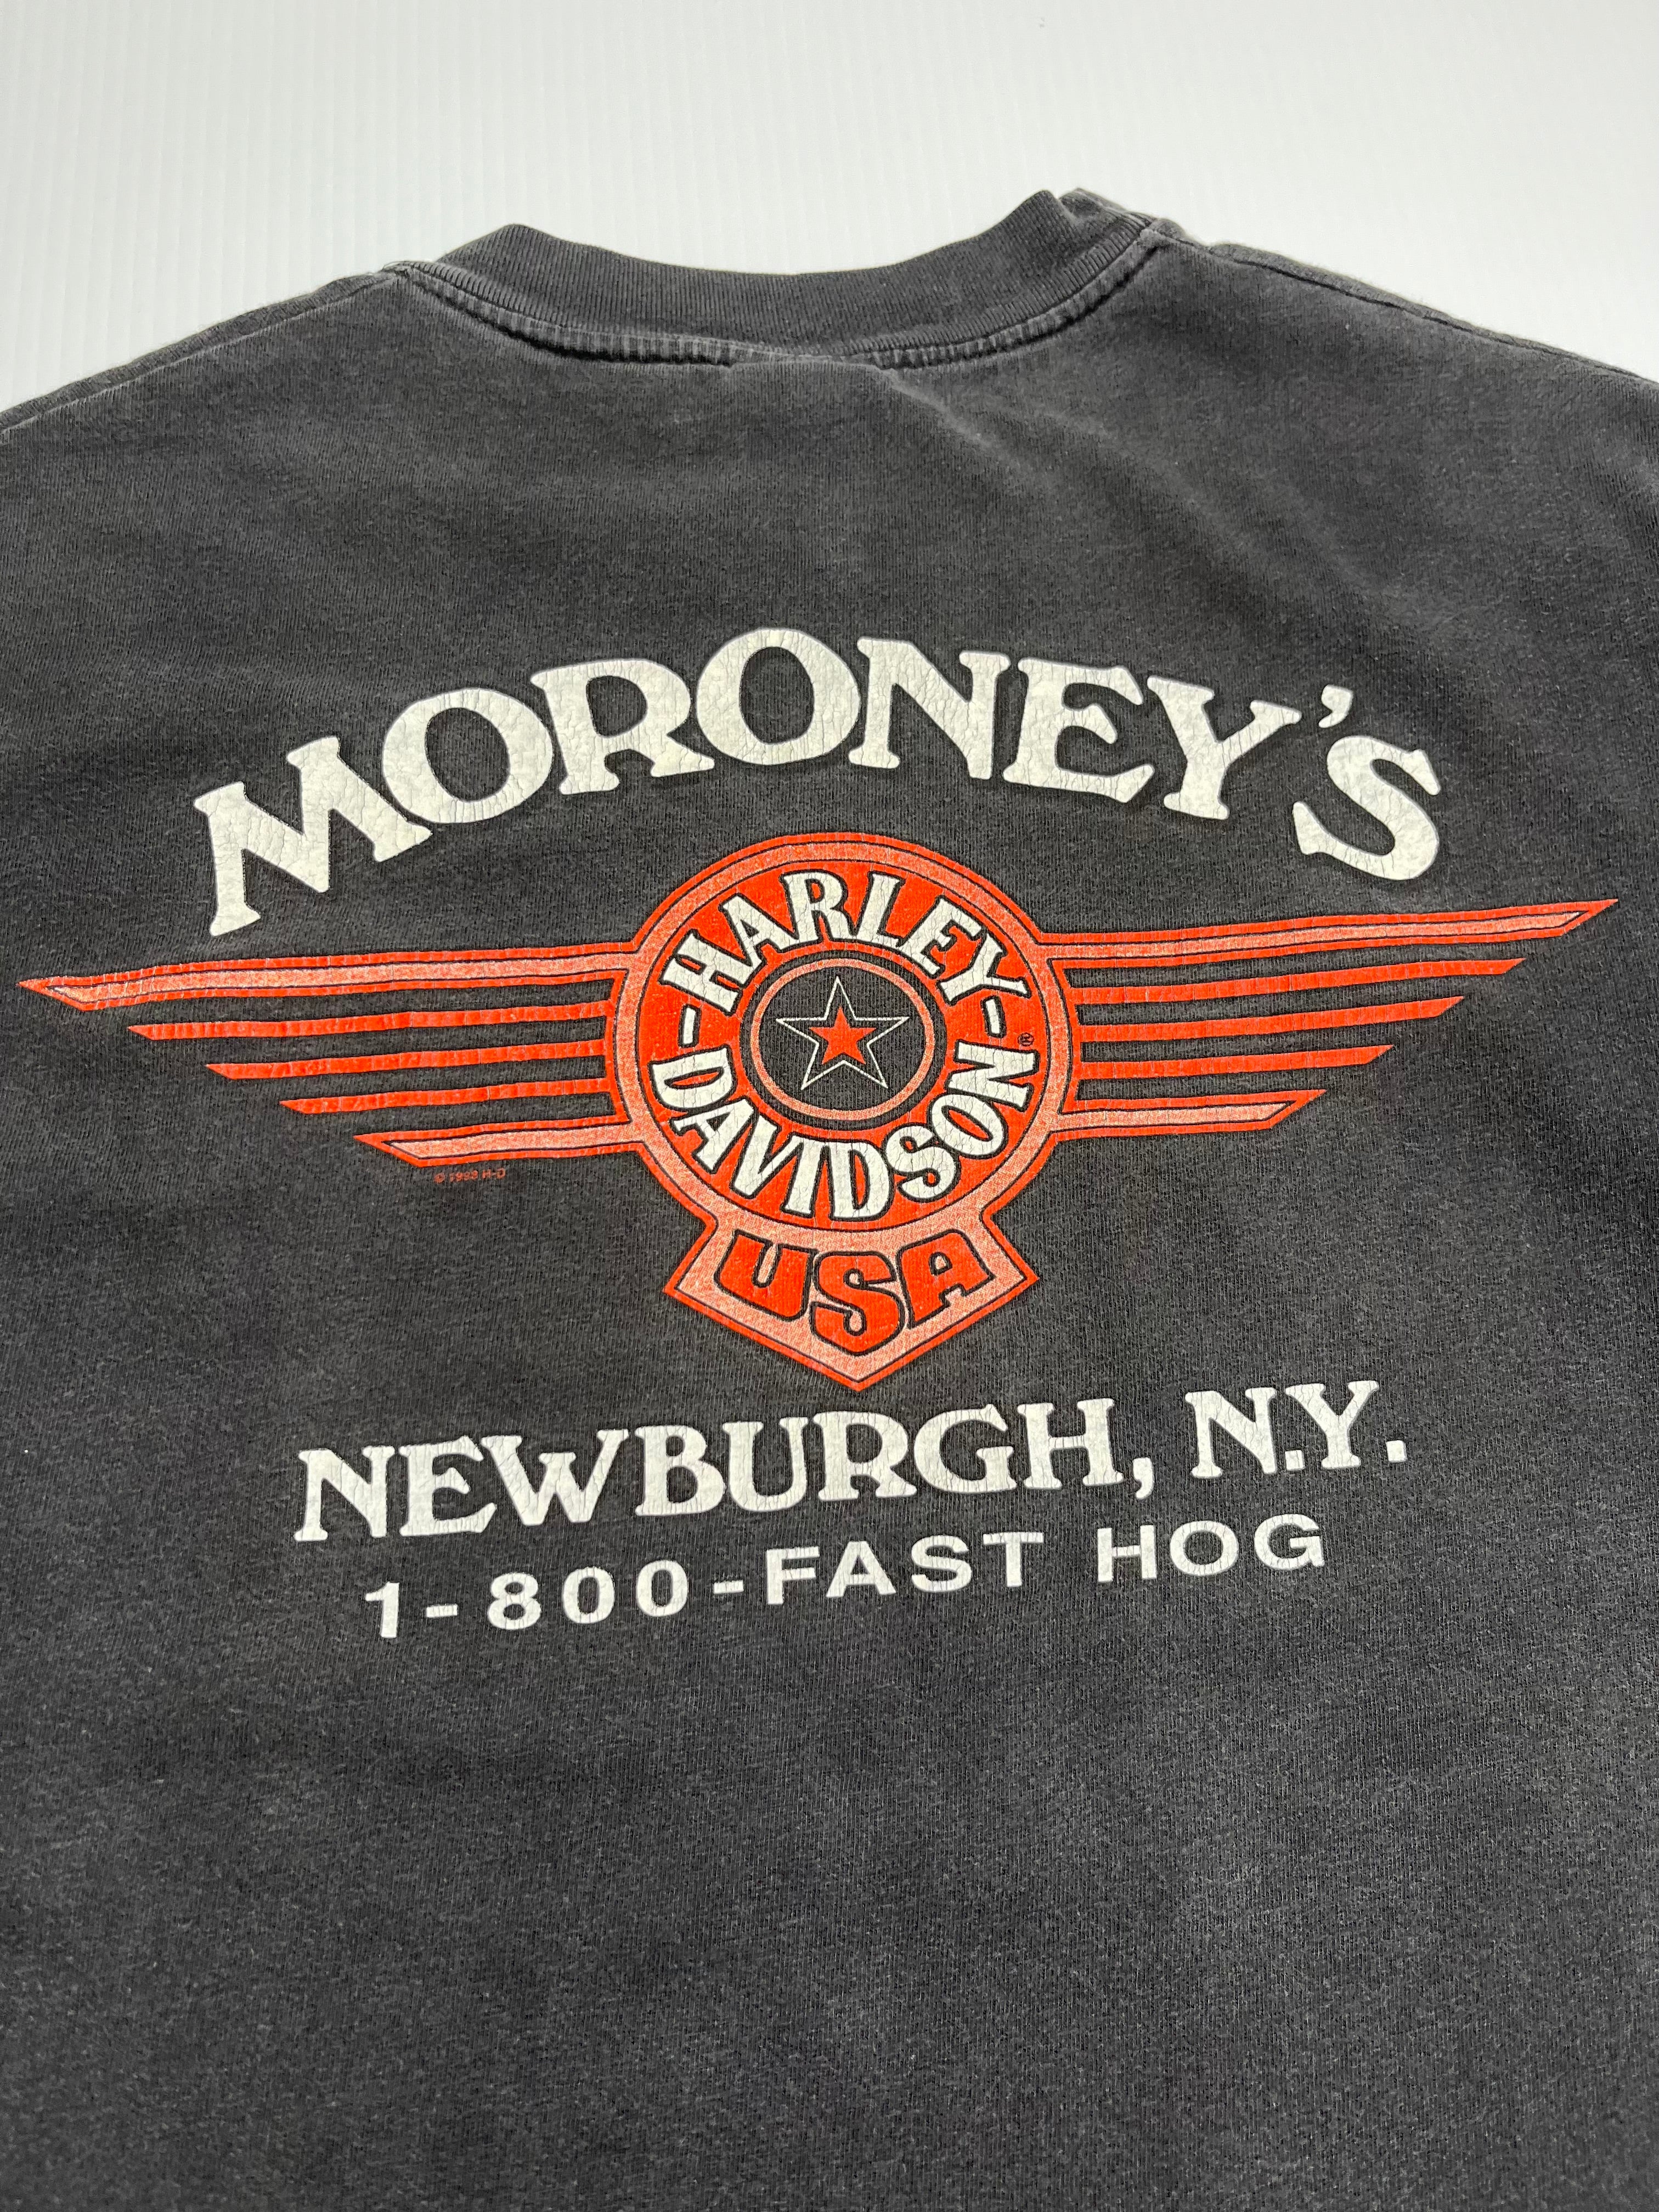 MORONEY'S
HARLEY-
-DAVIDSON®
USA
NEWBURGH, N.Y.
1-800-FAST HOG